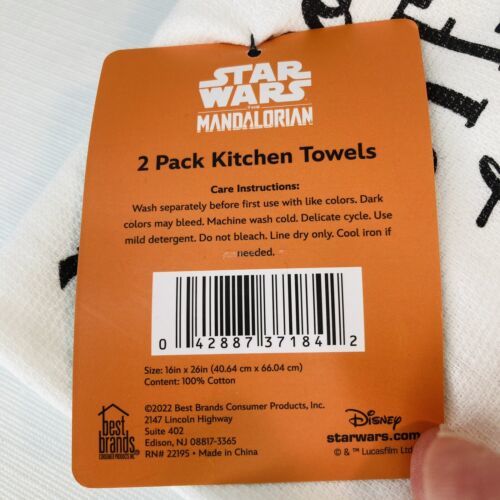 STAR
WARS
THE
MANDALORIAN
2 Pack Kitchen Towels
Care Instructions:
Wash separately before first use with like colors. Dark
colors may bleed. Machine wash cold. Delicate cycle. Use
mild detergent. Do not bleach. Line dry only. Cool iron if
needed.
0 42887 37184 2
Size: 16in x 26in (40.64 cm x 66.04 cm)
Content: 100% Cotton
best
brands
CONSUMER PRODUCTS, INC.
©2022 Best Brands Consumer Products, Inc.
2147 Lincoln Highway
Suite 402
Edison, NJ 08817-3365
RN# 22195 • Made in China
Disney
starwars.com
© & ™ Lucasfilm Ltd